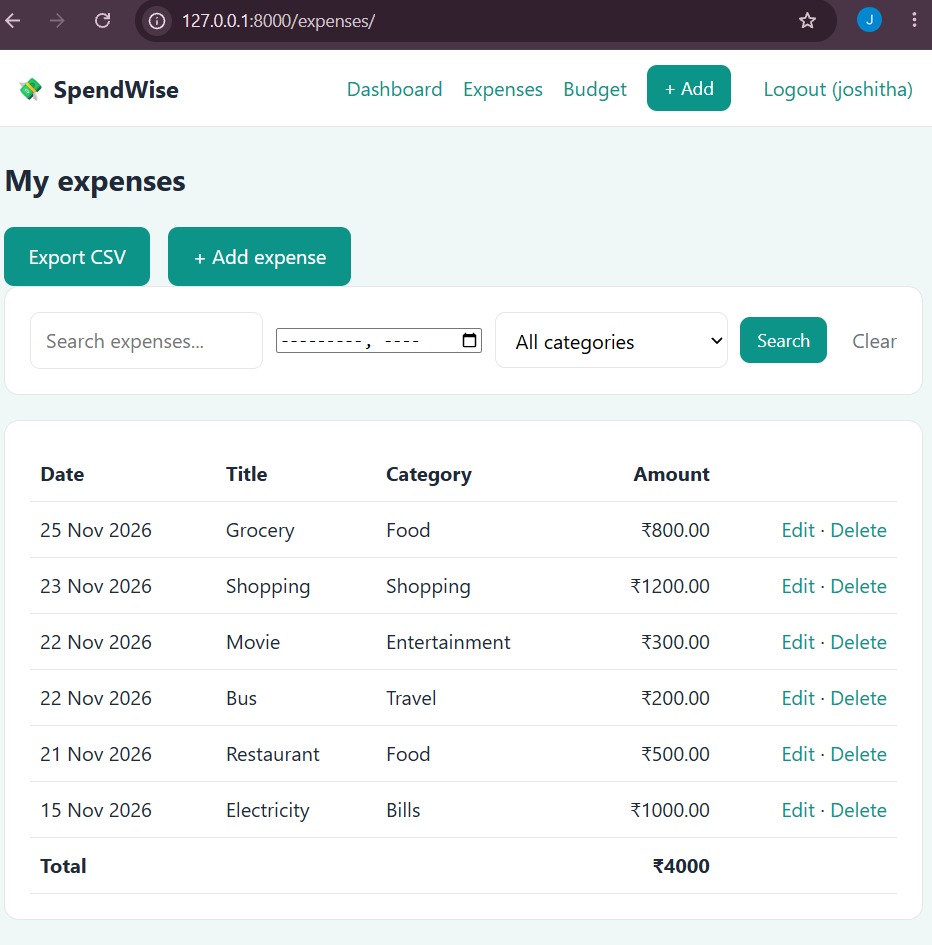 127.0.0.1:8000/expenses/
J
SpendWise
Dashboard Expenses Budget + Add Logout (joshitha)
My expenses
Export CSV + Add expense
Search expenses... ---------, ---- All categories Search Clear
Date Title Category Amount
25 Nov 2026 Grocery Food ₹800.00 Edit · Delete
23 Nov 2026 Shopping Shopping ₹1200.00 Edit · Delete
22 Nov 2026 Movie Entertainment ₹300.00 Edit · Delete
22 Nov 2026 Bus Travel ₹200.00 Edit · Delete
21 Nov 2026 Restaurant Food ₹500.00 Edit · Delete
15 Nov 2026 Electricity Bills ₹1000.00 Edit · Delete
Total ₹4000